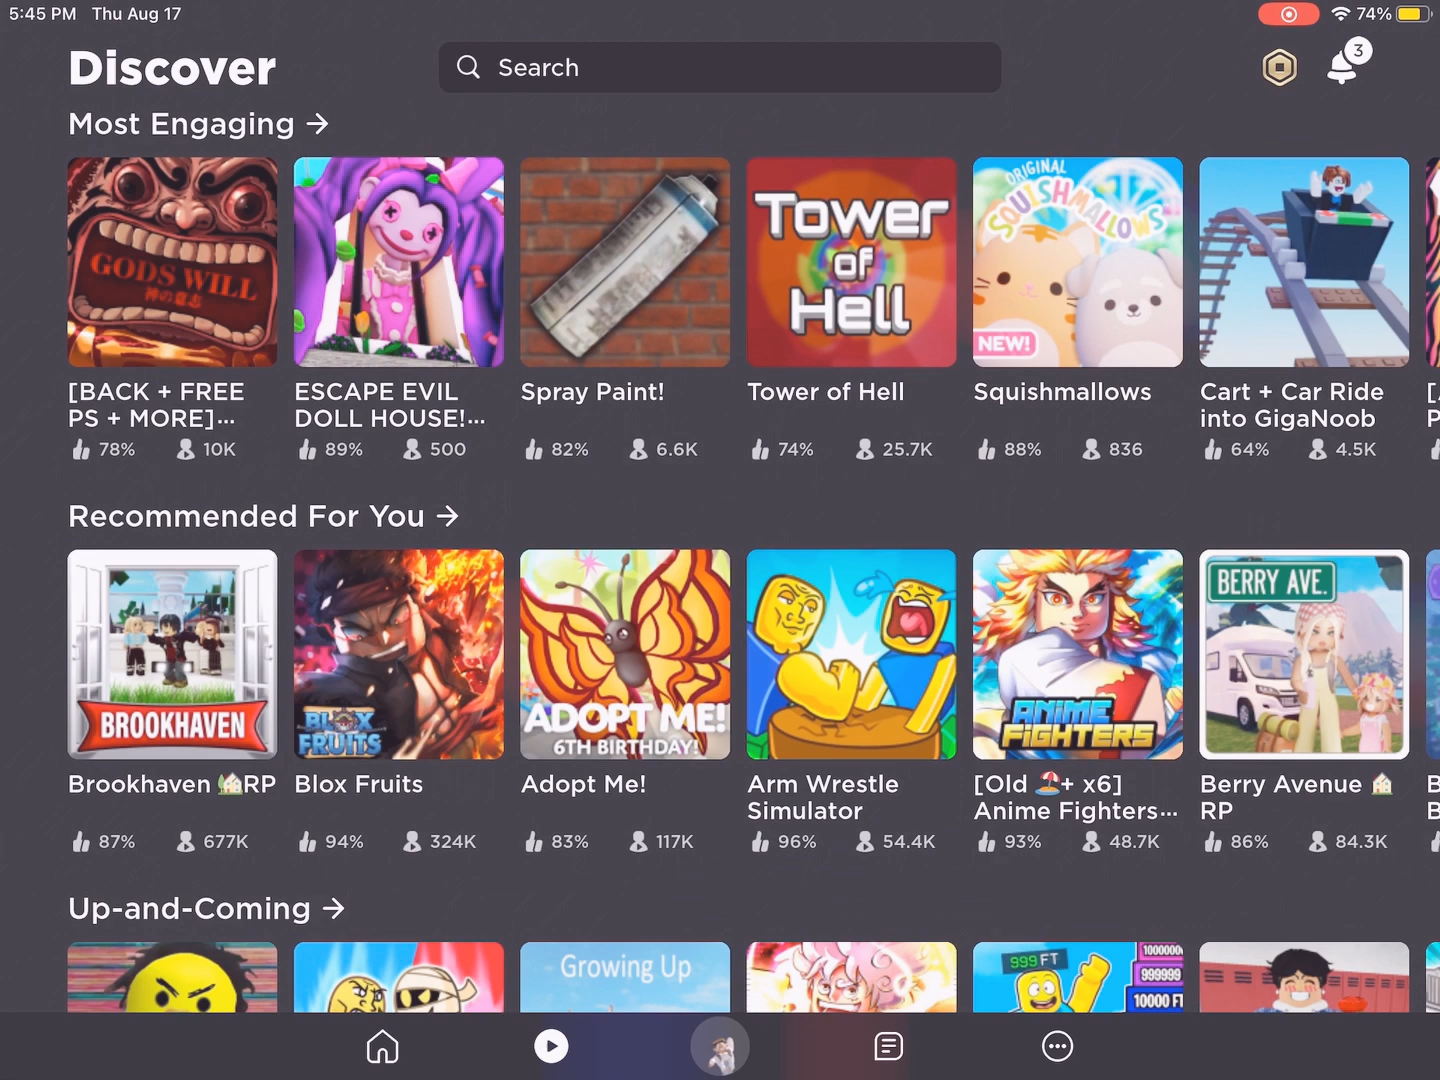 5:45 PM Thu Aug 17
74%
Discover
Search
3
Most Engaging →
GODS WILL
神の意志
Tower
of
Hell
ORIGINAL
SQUISHMALLOWS
NEW!
[BACK + FREE
PS + MORE]...
78% 10K
ESCAPE EVIL
DOLL HOUSE!...
89% 500
Spray Paint!
82% 6.6K
Tower of Hell
74% 25.7K
Squishmallows
88% 836
Cart + Car Ride
into GigaNoob
64% 4.5K
Recommended For You →
BROOKHAVEN
BLOX
FRUITS
ADOPT ME!
6TH BIRTHDAY!
ANIME
FIGHTERS
BERRY AVE.
Brookhaven 🏡RP
87% 677K
Blox Fruits
94% 324K
Adopt Me!
83% 117K
Arm Wrestle
Simulator
96% 54.4K
[Old 🏖️+ x6]
Anime Fighters...
93% 48.7K
Berry Avenue 🏠
RP
86% 84.3K
Up-and-Coming →
Growing Up
999 FT
999999
10000 FT